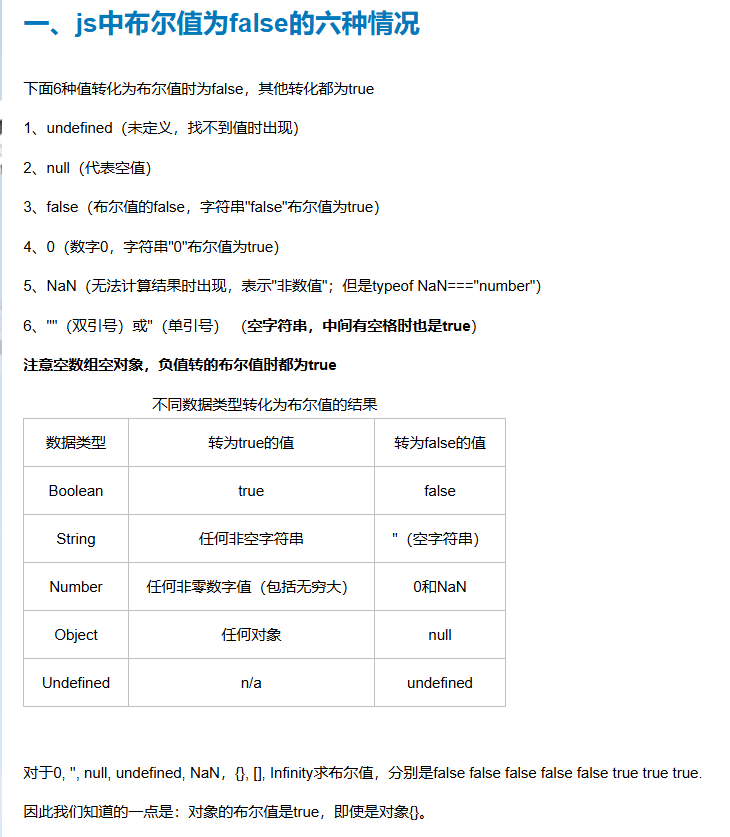 一、js中布尔值为false的六种情况
下面6种值转化为布尔值时为false，其他转化都为true
1、undefined（未定义，找不到值时出现）
2、null（代表空值）
3、false（布尔值的false，字符串"false"布尔值为true）
4、0（数字0，字符串"0"布尔值为true）
5、NaN（无法计算结果时出现，表示"非数值"；但是typeof NaN==="number"）
6、""（双引号）或''（单引号） （空字符串，中间有空格时也是true）
注意空数组空对象，负值转的布尔值时都为true
不同数据类型转化为布尔值的结果
数据类型 转为true的值 转为false的值
Boolean true false
String 任何非空字符串 ''（空字符串）
Number 任何非零数字值（包括无穷大） 0和NaN
Object 任何对象 null
Undefined n/a undefined
对于0, '', null, undefined, NaN，{}, [], Infinity求布尔值，分别是false false false false false true true true.
因此我们知道的一点是：对象的布尔值是true，即使是对象{}。